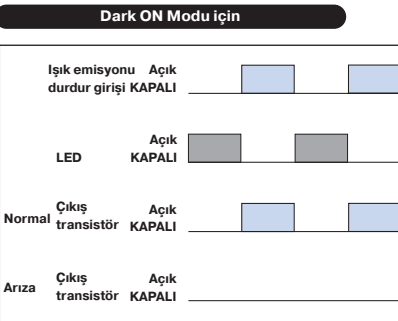 Dark ON Modu için
Işık emisyonu Açık
durdur girişi KAPALI
Açık
LED KAPALI
Çıkış Açık
Normal transistör KAPALI
Çıkış Açık
Arıza transistör KAPALI